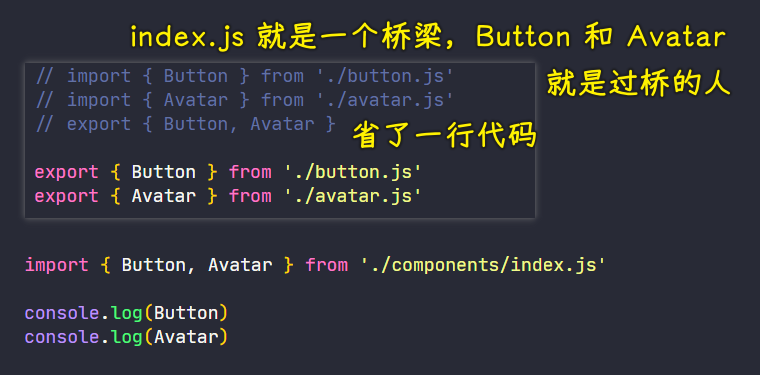 index.js 就是一个桥梁，Button 和 Avatar
就是过桥的人
// import { Button } from './button.js'
// import { Avatar } from './avatar.js'
// export { Button, Avatar }
省了一行代码
export { Button } from './button.js'
export { Avatar } from './avatar.js'
import { Button, Avatar } from './components/index.js'
console.log(Button)
console.log(Avatar)